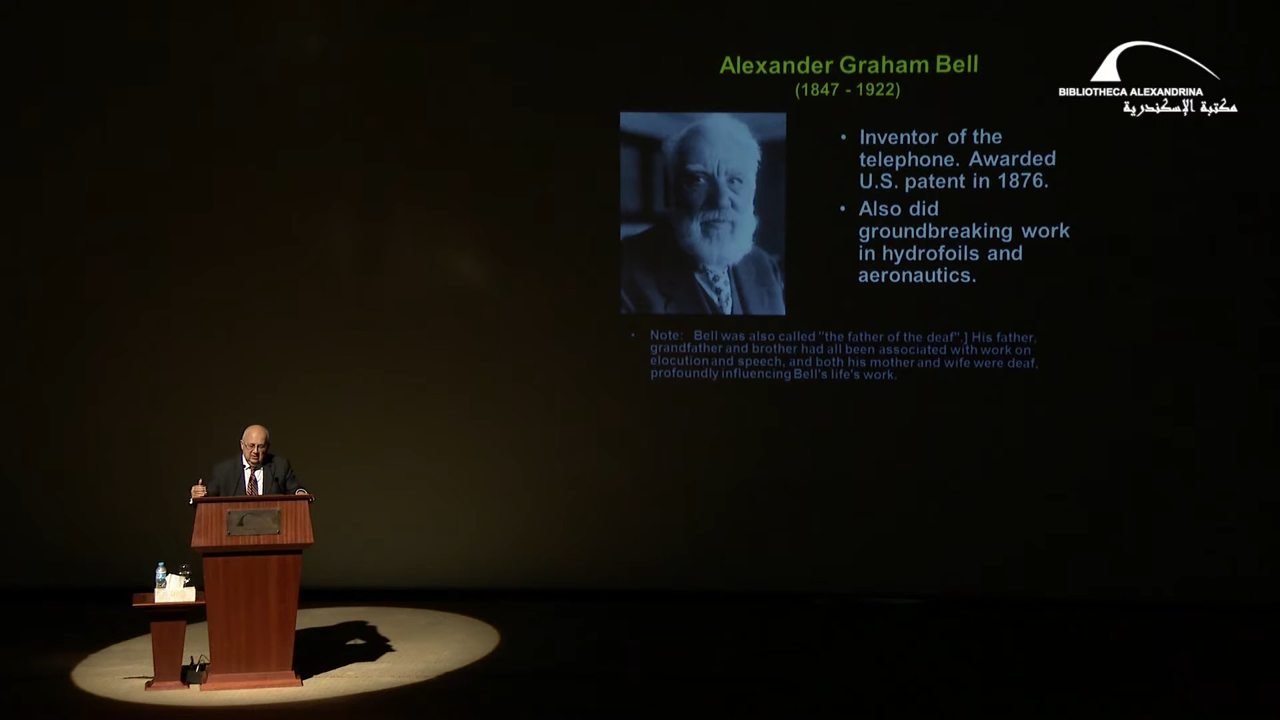 Alexander Graham Bell
(1847 - 1922)
BIBLIOTHECA ALEXANDRINA
مكتبة الإسكندرية
• Inventor of the
telephone. Awarded
U.S. patent in 1876.
• Also did
groundbreaking work
in hydrofoils and
aeronautics.
• Note: Bell was also called "the father of the deaf".] His father,
grandfather and brother had all been associated with work on
elocution and speech, and both his mother and wife were deaf,
profoundly influencing Bell's life's work.